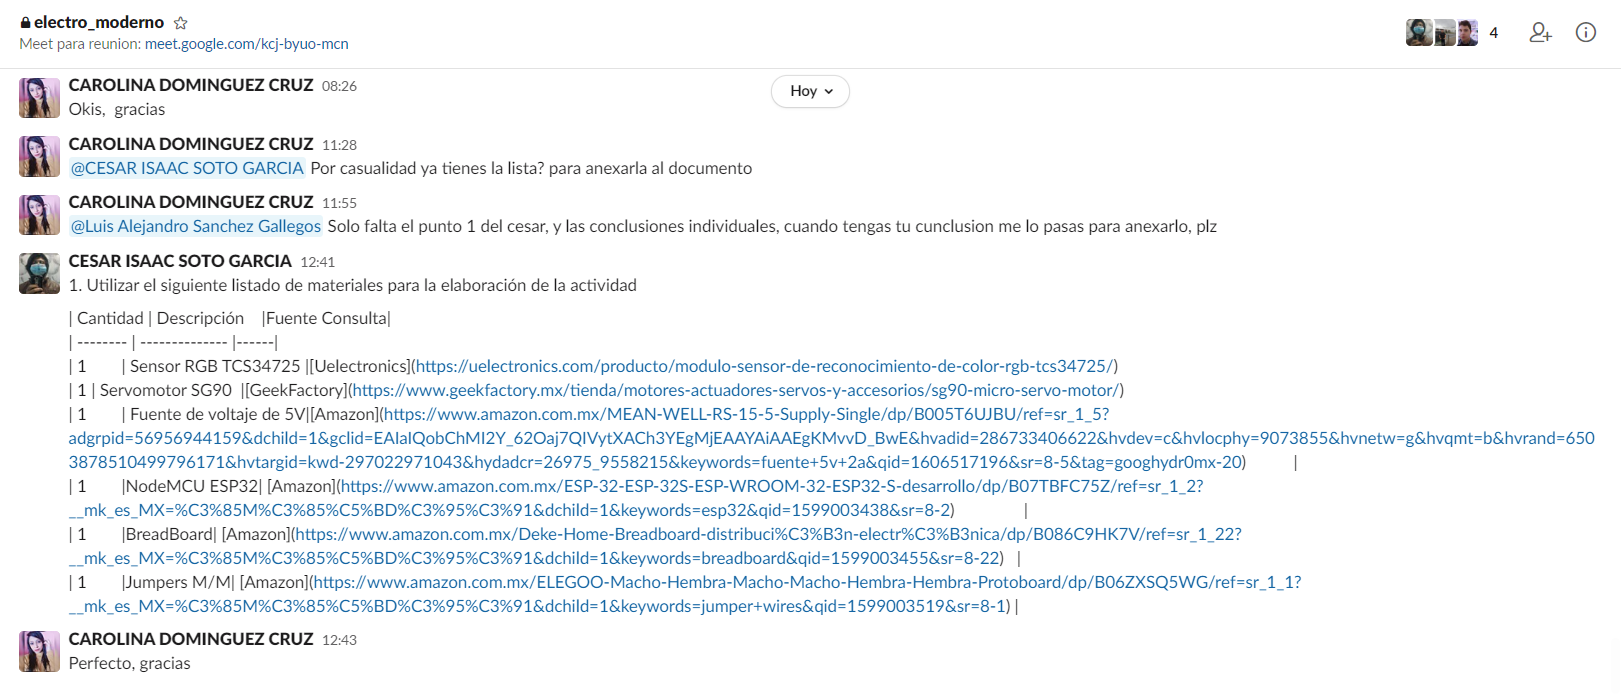 electro_moderno
Meet para reunion: meet.google.com/kcj-byuo-mcn
4
Hoy
CAROLINA DOMINGUEZ CRUZ 08:26
Okis, gracias
CAROLINA DOMINGUEZ CRUZ 11:28
@CESAR ISAAC SOTO GARCIA Por casualidad ya tienes la lista? para anexarla al documento
CAROLINA DOMINGUEZ CRUZ 11:55
@Luis Alejandro Sanchez Gallegos Solo falta el punto 1 del cesar, y las conclusiones individuales, cuando tengas tu cunclusion me lo pasas para anexarlo, plz
CESAR ISAAC SOTO GARCIA 12:41
1. Utilizar el siguiente listado de materiales para la elaboración de la actividad
| Cantidad | Descripción |Fuente Consulta|
| -------- | -------------- |------|
| 1 | Sensor RGB TCS34725 |[Uelectronics](https://uelectronics.com/producto/modulo-sensor-de-reconocimiento-de-color-rgb-tcs34725/)
| 1 | Servomotor SG90 |[GeekFactory](https://www.geekfactory.mx/tienda/motores-actuadores-servos-y-accesorios/sg90-micro-servo-motor/)
| 1 | Fuente de voltaje de 5V|[Amazon](https://www.amazon.com.mx/MEAN-WELL-RS-15-5-Supply-Single/dp/B005T6UJBU/ref=sr_1_5?
adgrpid=56956944159&dchild=1&gclid=EAIaIQobChMI2Y_62Oaj7QIVytXACh3YEgMjEAAYAiAAEgKMvvD_BwE&hvadid=286733406622&hvdev=c&hvlocphy=9073855&hvnetw=g&hvqmt=b&hvrand=650
3878510499796171&hvtargid=kwd-297022971043&hydadcr=26975_9558215&keywords=fuente+5v+2a&qid=1606517196&sr=8-5&tag=googhydr0mx-20) |
| 1 |NodeMCU ESP32| [Amazon](https://www.amazon.com.mx/ESP-32-ESP-32S-ESP-WROOM-32-ESP32-S-desarrollo/dp/B07TBFC75Z/ref=sr_1_2?
__mk_es_MX=%C3%85M%C3%85%C5%BD%C3%95%C3%91&dchild=1&keywords=esp32&qid=1599003438&sr=8-2) |
| 1 |BreadBoard| [Amazon](https://www.amazon.com.mx/Deke-Home-Breadboard-distribuci%C3%B3n-electr%C3%B3nica/dp/B086C9HK7V/ref=sr_1_22?
__mk_es_MX=%C3%85M%C3%85%C5%BD%C3%95%C3%91&dchild=1&keywords=breadboard&qid=1599003455&sr=8-22) |
| 1 |Jumpers M/M| [Amazon](https://www.amazon.com.mx/ELEGOO-Macho-Hembra-Macho-Macho-Hembra-Hembra-Protoboard/dp/B06ZXSQ5WG/ref=sr_1_1?
__mk_es_MX=%C3%85M%C3%85%C5%BD%C3%95%C3%91&dchild=1&keywords=jumper+wires&qid=1599003519&sr=8-1) |
CAROLINA DOMINGUEZ CRUZ 12:43
Perfecto, gracias